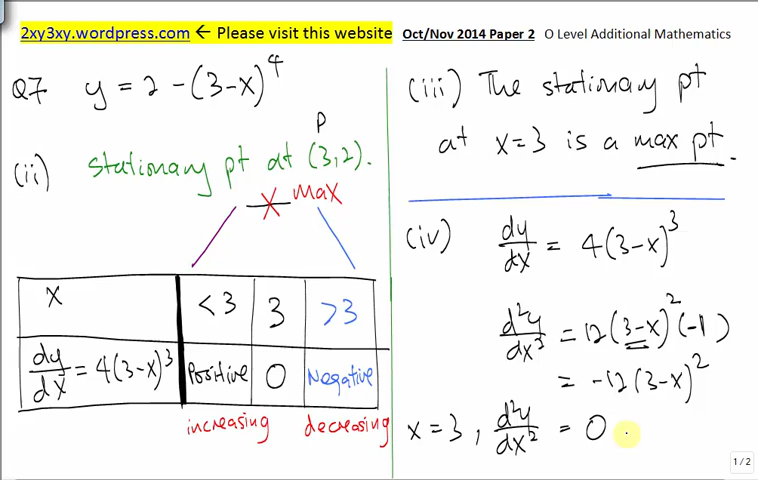 2xy3xy.wordpress.com ← Please visit this website Oct/Nov 2014 Paper 2 O Level Additional Mathematics
Q7 y = 2 - (3-x)^4
P
(ii) stationary pt at (3,2).
max
x <3 3 >3
dy/dx = 4(3-x)^3 Positive 0 Negative
increasing decreasing
(iii) The stationary pt
at x=3 is a max pt.
(iv) dy/dx = 4(3-x)^3
d²y/dx³ = 12(3-x)²(-1)
= -12(3-x)²
x=3, d²y/dx² = 0
1/2